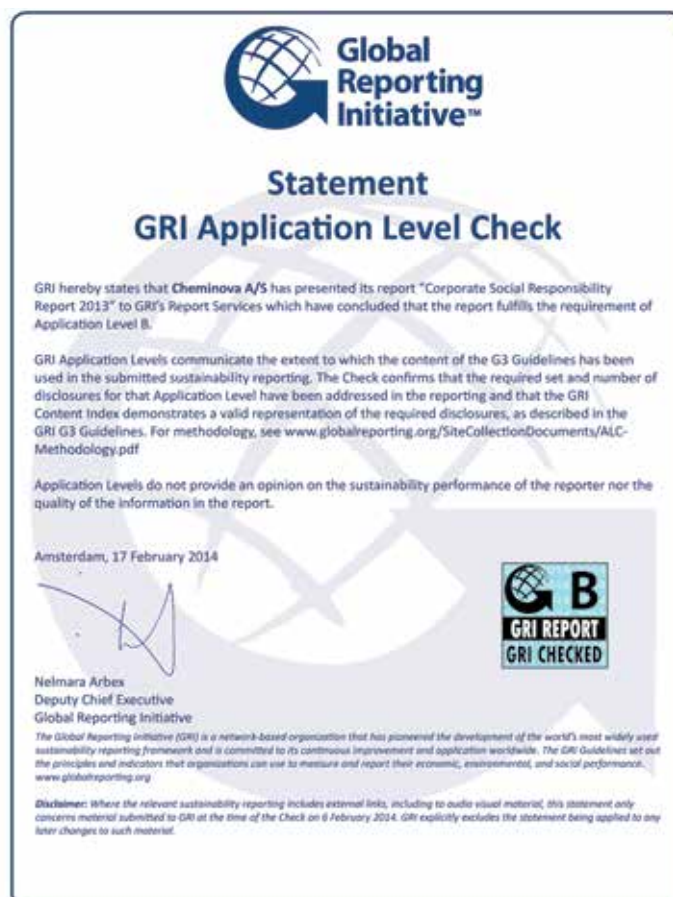 Global
Reporting
Initiative™
Statement
GRI Application Level Check
GRI hereby states that Cheminova A/S has presented its report "Corporate Social Responsibility
Report 2013" to GRI's Report Services which have concluded that the report fulfills the requirement of
Application Level B.
GRI Application Levels communicate the extent to which the content of the G3 Guidelines has been
used in the submitted sustainability reporting. The Check confirms that the required set and number of
disclosures for that Application Level have been addressed in the reporting and that the GRI
Content Index demonstrates a valid representation of the required disclosures, as described in the
GRI G3 Guidelines. For methodology, see www.globalreporting.org/SiteCollectionDocuments/ALC-
Methodology.pdf
Application Levels do not provide an opinion on the sustainability performance of the reporter nor the
quality of the information in the report.
Amsterdam, 17 February 2014
B
GRI REPORT
GRI CHECKED
Nelmara Arbex
Deputy Chief Executive
Global Reporting Initiative
The Global Reporting Initiative (GRI) is a network-based organization that has pioneered the development of the world's most widely used
sustainability reporting framework and is committed to its continuous improvement and application worldwide. The GRI Guidelines set out
the principles and indicators that organizations can use to measure and report their economic, environmental, and social performance.
www.globalreporting.org
Disclaimer: Where the relevant sustainability reporting includes external links, including to audio visual material, this statement only
concerns material submitted to GRI at the time of the Check on 6 February 2014. GRI explicitly excludes the statement being applied to any
later changes to such material.